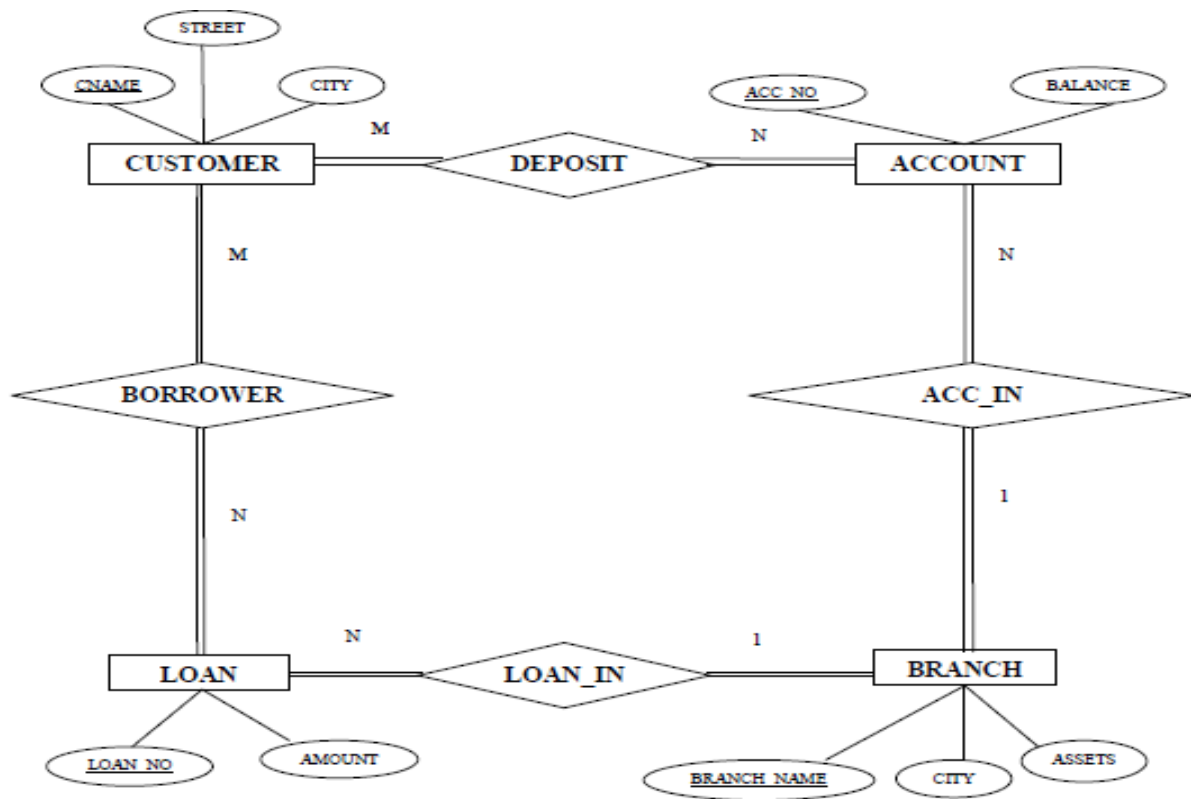 STREET
CNAME
CITY
ACC_NO
BALANCE
M
N
CUSTOMER
DEPOSIT
ACCOUNT
M
N
BORROWER
ACC_IN
N
1
N
1
LOAN
LOAN_IN
BRANCH
LOAN_NO
AMOUNT
BRANCH_NAME
CITY
ASSETS